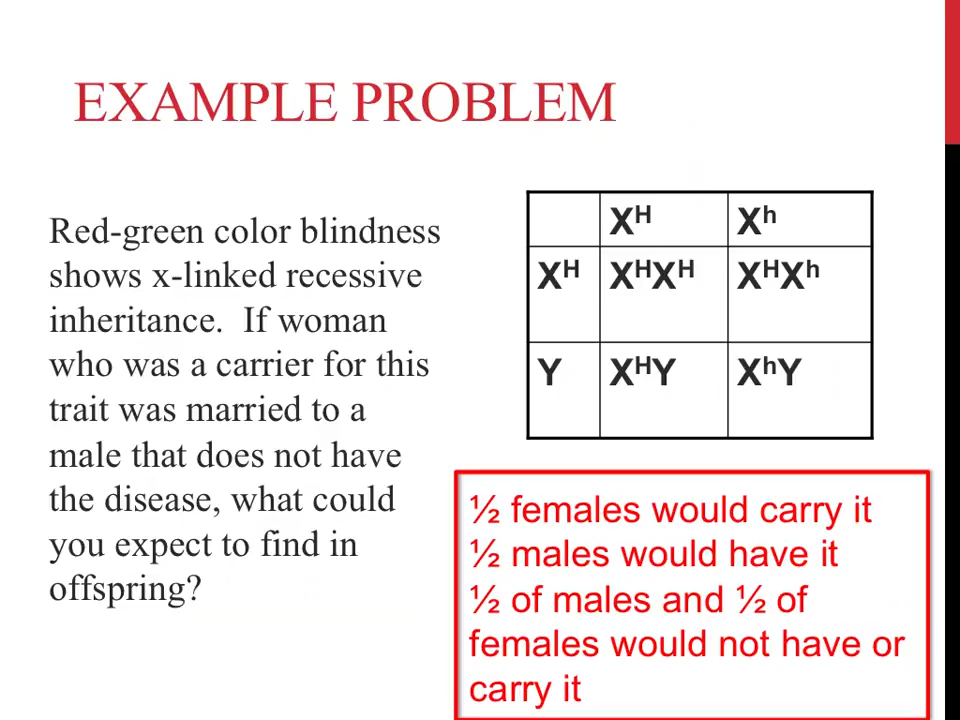 EXAMPLE PROBLEM
Red-green color blindness
shows x-linked recessive
inheritance.  If woman
who was a carrier for this
trait was married to a
male that does not have
the disease, what could
you expect to find in
offspring?
Xᴴ Xʰ
Xᴴ XᴴXᴴ XᴴXʰ
Y XᴴY XʰY
½ females would carry it
½ males would have it
½ of males and ½ of
females would not have or
carry it